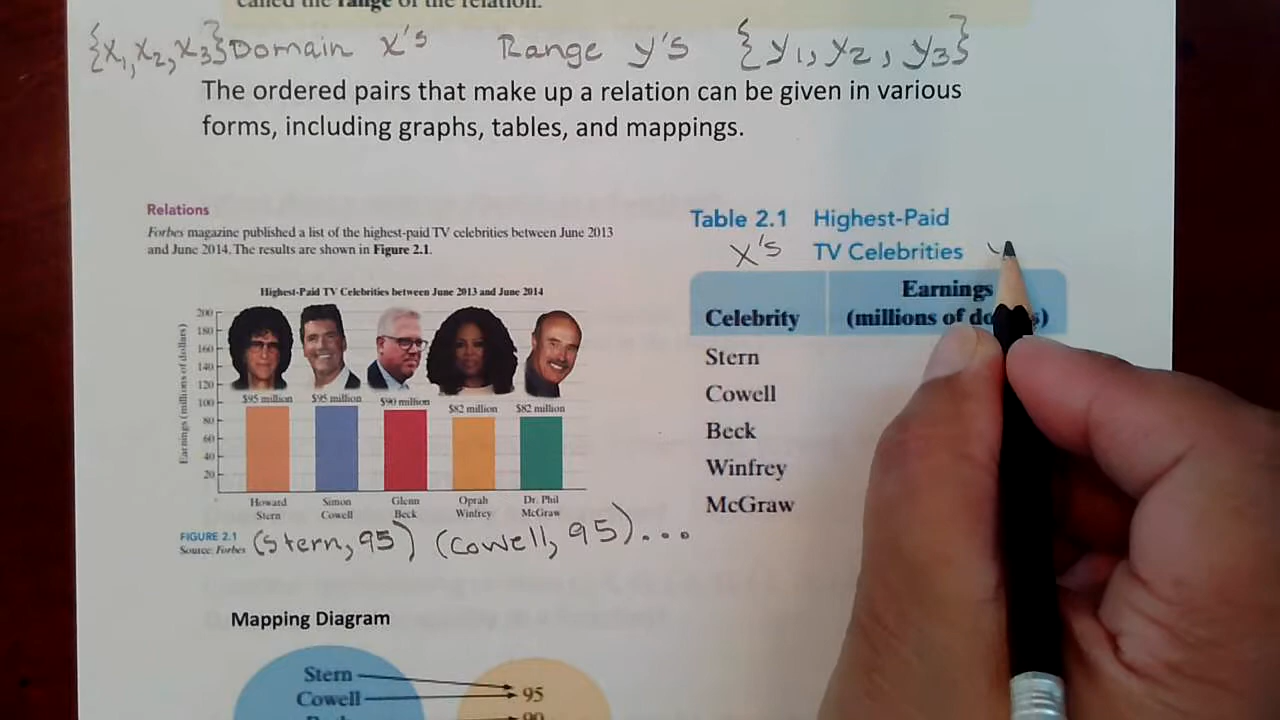 called the range of the relation.
{x1, x2, x3} Domain x's Range y's {y1, y2, y3}
The ordered pairs that make up a relation can be given in various
forms, including graphs, tables, and mappings.
Relations
Forbes magazine published a list of the highest-paid TV celebrities between June 2013
and June 2014. The results are shown in Figure 2.1.
Highest-Paid TV Celebrities between June 2013 and June 2014
Earnings (millions of dollars)
200
180
160
140
120
100
80
60
40
20
$95 million $95 million $90 million $82 million $82 million
Howard Simon Glenn Oprah Dr. Phil
Stern Cowell Beck Winfrey McGraw
FIGURE 2.1
Source: Forbes
(Stern, 95) (Cowell, 95)...
Table 2.1 Highest-Paid
X's TV Celebrities
Earnings
Celebrity (millions of do s)
Stern
Cowell
Beck
Winfrey
McGraw
Mapping Diagram
Stern
Cowell 95
90